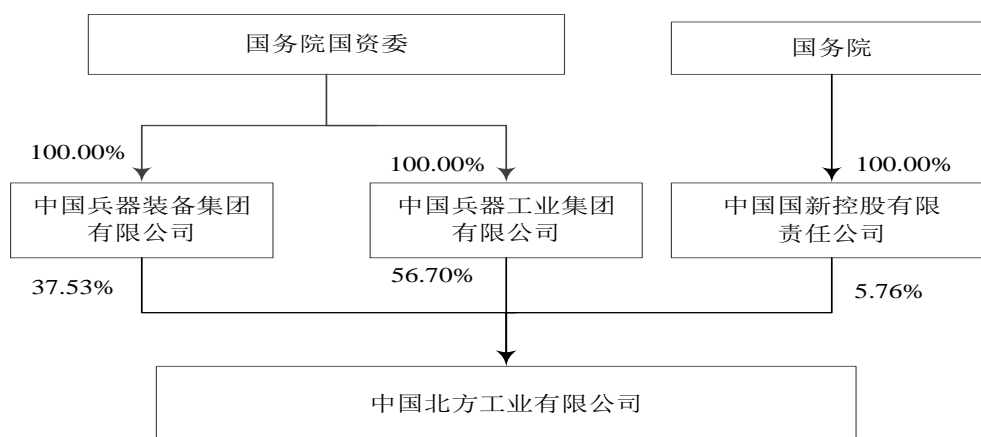 国务院国资委
国务院
100.00%
100.00%
100.00%
中国兵器装备集团
有限公司
中国兵器工业集团
有限公司
中国国新控股有限
责任公司
37.53%
56.70%
5.76%
中国北方工业有限公司